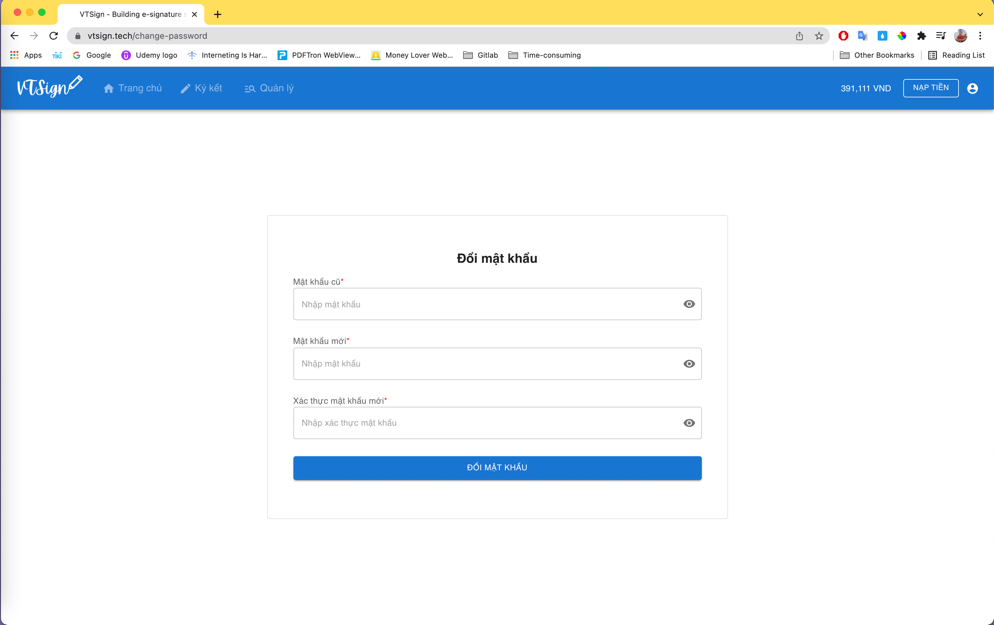 VTSign - Building e-signature
vtsign.tech/change-password
Apps
tiki
Google
Udemy logo
Interneting Is Har...
PDFTron WebView...
Money Lover Web...
Gitlab
Time-consuming
Other Bookmarks
Reading List
VTSign
Trang chủ
Ký kết
Quản lý
391,111 VND
NẠP TIỀN
Đổi mật khẩu
Mật khẩu cũ*
Nhập mật khẩu
Mật khẩu mới*
Nhập mật khẩu
Xác thực mật khẩu mới*
Nhập xác thực mật khẩu
ĐỔI MẬT KHẨU